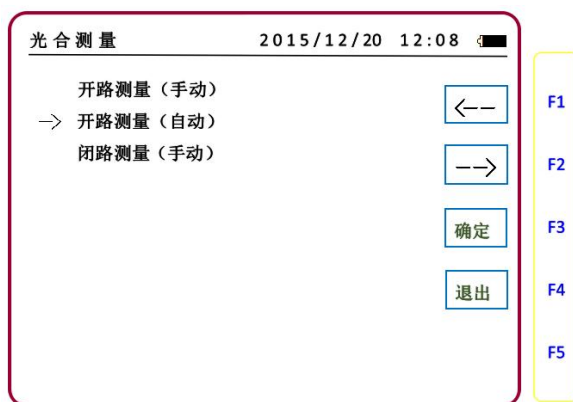 光合测量 2015/12/20 12:08
开路测量（手动）
--> 开路测量（自动）
闭路测量（手动）
<-- F1
--> F2
确定 F3
退出 F4
F5